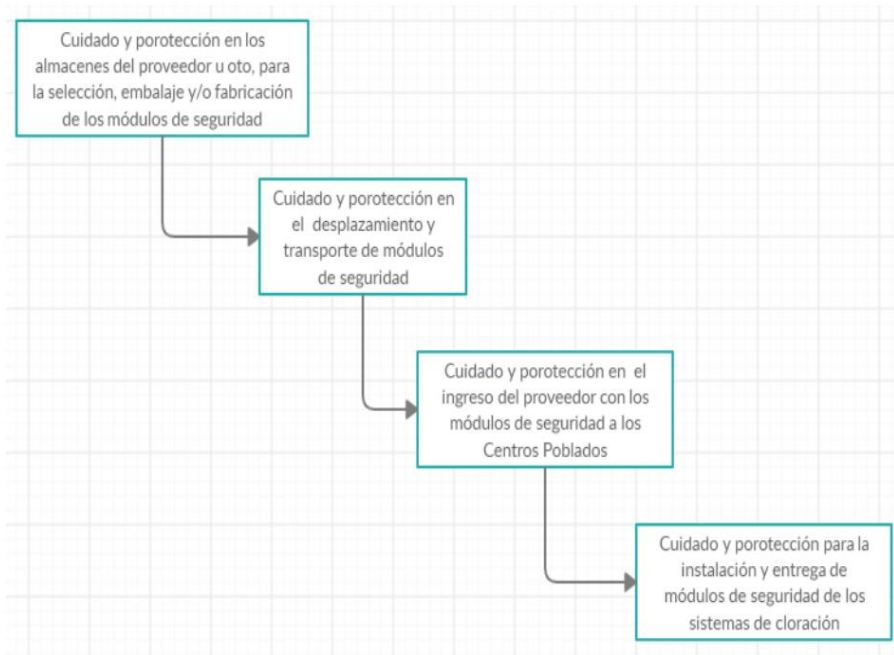 Cuidado y porotección en los
almacenes del proveedor u oto, para
la selección, embalaje y/o fabricación
de los módulos de seguridad
Cuidado y porotección en
el desplazamiento y
transporte de módulos
de seguridad
Cuidado y porotección en el
ingreso del proveedor con los
módulos de seguridad a los
Centros Poblados
Cuidado y porotección para la
instalación y entrega de
módulos de seguridad de los
sistemas de cloración